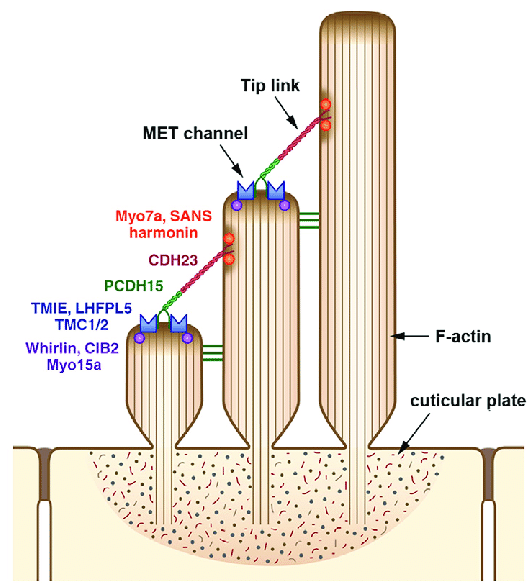 Tip link
MET channel
Myo7a, SANS
harmonin
CDH23
PCDH15
TMIE, LHFPL5
TMC1/2
Whirlin, CIB2
Myo15a
F-actin
cuticular plate